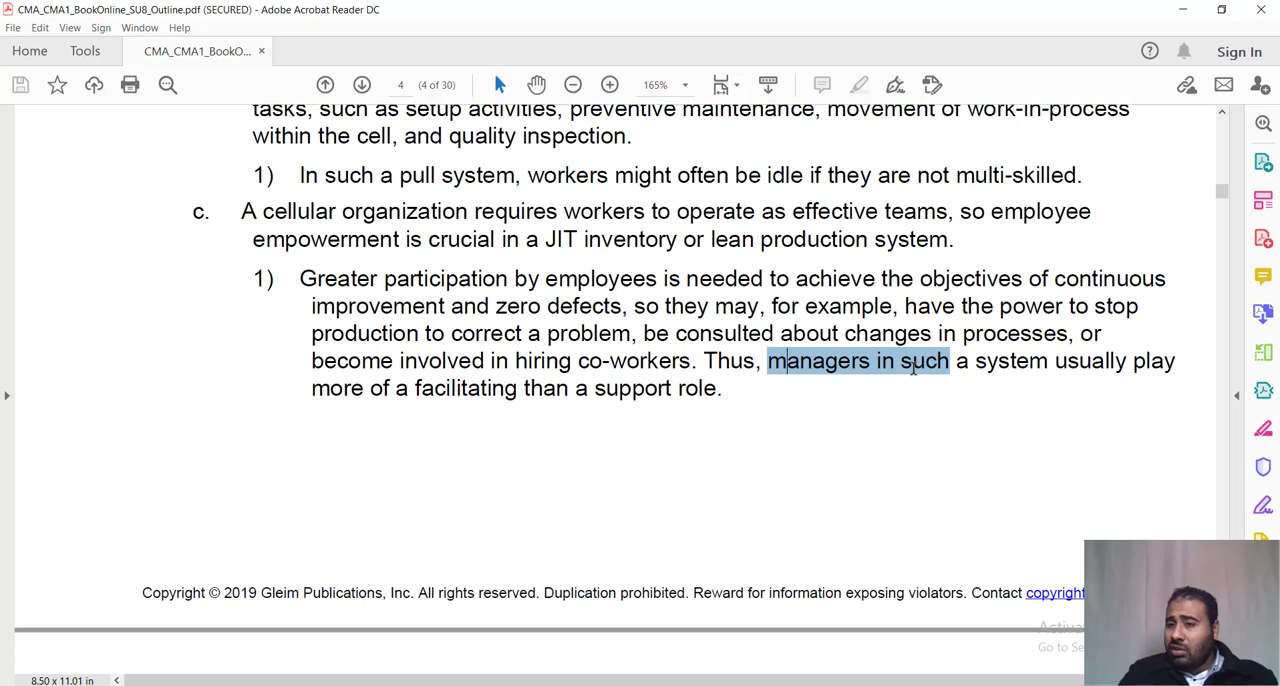 CMA_CMA1_BookOnline_SU8_Outline.pdf (SECURED) - Adobe Acrobat Reader DC
File Edit View Sign Window Help
Home Tools CMA_CMA1_BookO... × Sign In
4 (4 of 30) 165%
tasks, such as setup activities, preventive maintenance, movement of work-in-process
within the cell, and quality inspection.
1) In such a pull system, workers might often be idle if they are not multi-skilled.
c. A cellular organization requires workers to operate as effective teams, so employee
empowerment is crucial in a JIT inventory or lean production system.
1) Greater participation by employees is needed to achieve the objectives of continuous
improvement and zero defects, so they may, for example, have the power to stop
production to correct a problem, be consulted about changes in processes, or
become involved in hiring co-workers. Thus, managers in such a system usually play
more of a facilitating than a support role.
Copyright © 2019 Gleim Publications, Inc. All rights reserved. Duplication prohibited. Reward for information exposing violators. Contact copyright
Activa
Go to Se
8.50 x 11.01 in